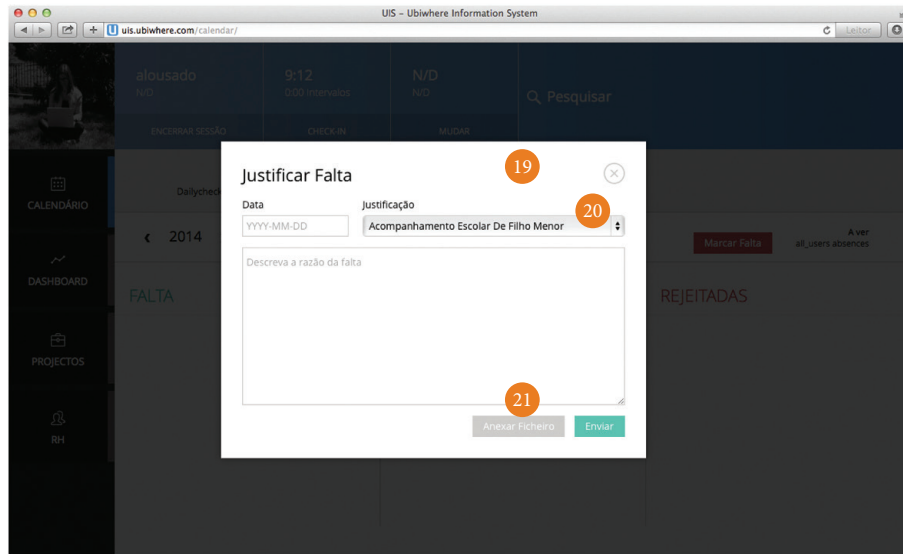 UIS – Ubiwhere Information System
uis.ubiwhere.com/calendar/
Leitor
alousado
N/D
9:12
0:00 Intervalos
N/D
N/D
Pesquisar
ENCERRAR SESSÃO
CHECK-IN
MUDAR
CALENDÁRIO
DASHBOARD
PROJECTOS
RH
Dailycheck
2014
Marcar Falta
A ver
all_users absences
FALTA
REJEITADAS
Justificar Falta
19
Data
Justificação
20
YYYY-MM-DD
Acompanhamento Escolar De Filho Menor
Descreva a razão da falta
21
Anexar Ficheiro
Enviar